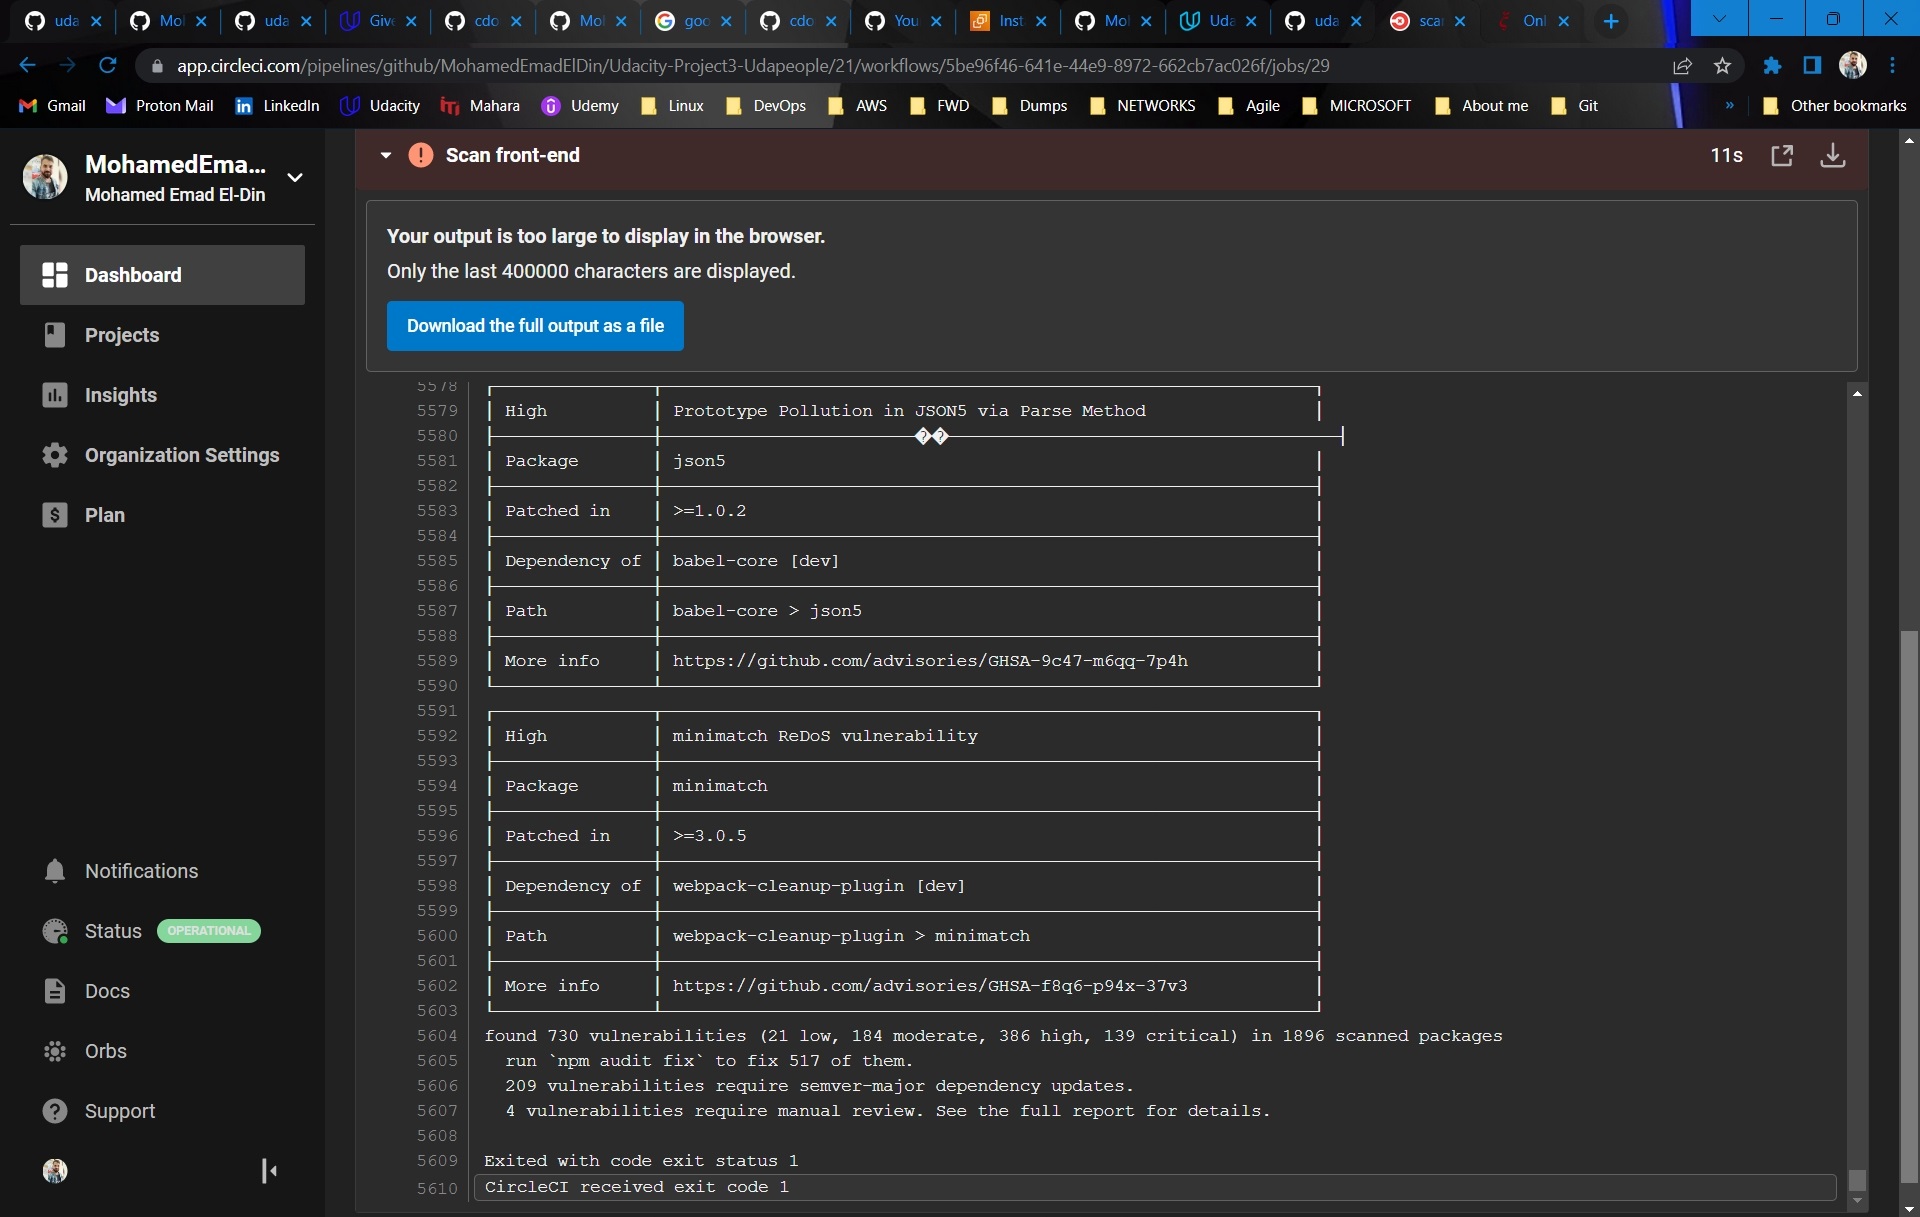 uda
Mol
uda
Give
cdo
Mol
goo
cdo
You
Inst
Mol
Uda
uda
scar
Onl
app.circleci.com/pipelines/github/MohamedEmadElDin/Udacity-Project3-Udapeople/21/workflows/5be96f46-641e-44e9-8972-662cb7ac026f/jobs/29
Gmail
Proton Mail
LinkedIn
Udacity
Mahara
Udemy
Linux
DevOps
AWS
FWD
Dumps
NETWORKS
Agile
MICROSOFT
About me
Git
»
Other bookmarks
MohamedEma...
Mohamed Emad El-Din
Dashboard
Projects
Insights
Organization Settings
Plan
Notifications
Status OPERATIONAL
Docs
Orbs
Support
Scan front-end
11s
Your output is too large to display in the browser.
Only the last 400000 characters are displayed.
Download the full output as a file
5578
5579 High Prototype Pollution in JSON5 via Parse Method
5580 ��
5581 Package json5
5582
5583 Patched in >=1.0.2
5584
5585 Dependency of babel-core [dev]
5586
5587 Path babel-core > json5
5588
5589 More info https://github.com/advisories/GHSA-9c47-m6qq-7p4h
5590
5591
5592 High minimatch ReDoS vulnerability
5593
5594 Package minimatch
5595
5596 Patched in >=3.0.5
5597
5598 Dependency of webpack-cleanup-plugin [dev]
5599
5600 Path webpack-cleanup-plugin > minimatch
5601
5602 More info https://github.com/advisories/GHSA-f8q6-p94x-37v3
5603
5604 found 730 vulnerabilities (21 low, 184 moderate, 386 high, 139 critical) in 1896 scanned packages
5605 run `npm audit fix` to fix 517 of them.
5606 209 vulnerabilities require semver-major dependency updates.
5607 4 vulnerabilities require manual review. See the full report for details.
5608
5609 Exited with code exit status 1
5610 CircleCI received exit code 1